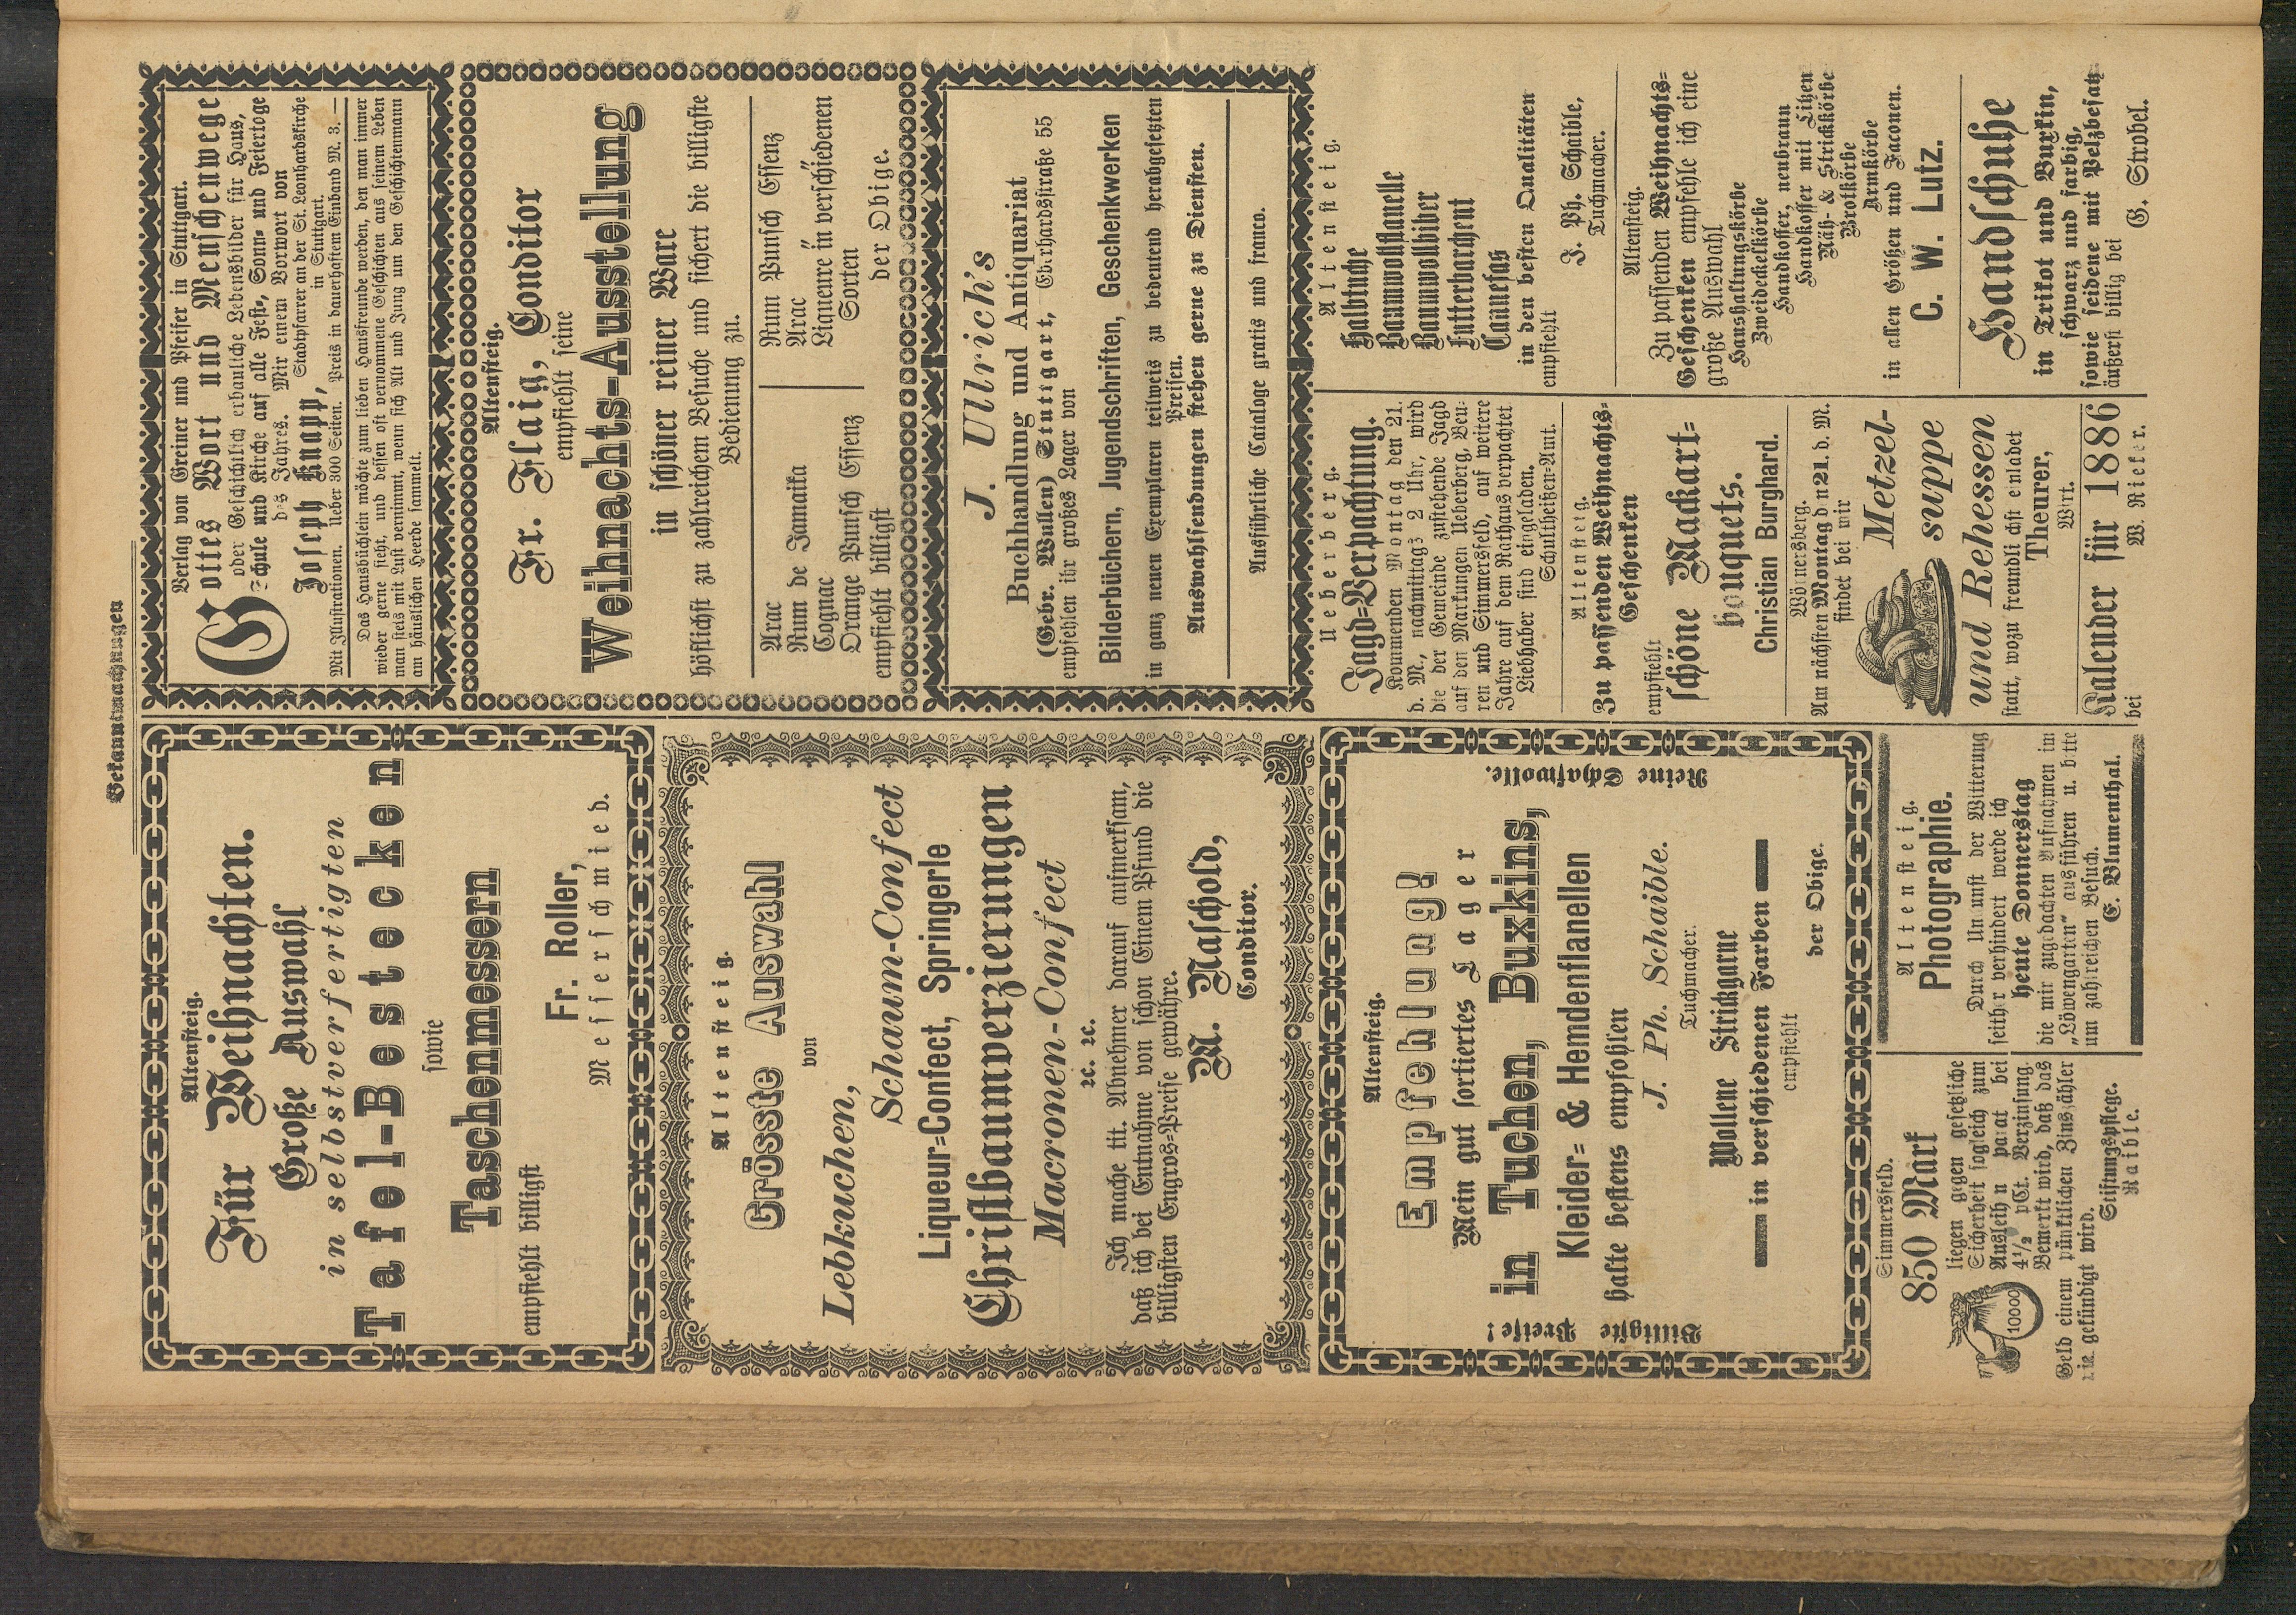 Bekanntmachungen
Altensteig.
Für Weihnachten.
Große Auswahl
in selbstverfertigten
Tafel-Bestecken
sowie
Taschenmessern
empfiehlt billigst
Fr. Roller,
Messerschmied.
Altensteig.
Grösste Auswahl
von
Lebkuchen,
Schaum-Confect
Liqueur-Confect, Springerle
Christbaumverzierungen
Macronen-Confect
ꝛc. ꝛc.
Ich mache tit. Abnehmer darauf aufmerksam,
daß ich bei Entnahme von schon Einem Pfund die
billigsten Engros-Preise gewähre.
M. Naschold,
Conditor.
Altensteig.
Empfehlung!
Mein gut sortiertes Lager
in Tuchen, Buxkins,
Kleider- & Hemdenflanellen
halte bestens empfohlen
J. Ph. Schaible.
Tuchmacher.
Wollene Strickgarne
in verschiedenen Farben
empfiehlt
der Obige.
Billigste Preise!
Reine Schafwolle.
Simmersfeld.
850 Mark
10000
liegen gegen gesetzliche
Sicherheit sogleich zum
Ausleihen parat bei
4½ pCt. Verzinsung.
Bemerkt wird, daß das
Geld einem pünktlichen Zinszähler
nie gekündigt wird.
Stiftungspflege.
Raible.
Altensteig.
Photographie.
Durch Ungunst der Witterung
seither verhindert werde ich
heute Donnerstag
die mir zugedachten Aufnahmen im
„Löwengarten“ ausführen u. bitte
um zahlreichen Besuch.
E. Blumenthal.
Verlag von Greiner und Pfeifer in Stuttgart.
Gottes Wort und Menschenwege
oder Geschichtlich erbauliche Lebensbilder für Haus,
Schule und Kirche auf alle Fest-, Sonn- und Feiertage
des Jahres. Mir einem Vorwort von
Joseph Knapp, Stadtpfarrer an der St. Leonhardskirche
in Stuttgart.
Mit Illustrationen. Ueber 300 Seiten. Preis in dauerhaftem Einband M. 3. —
Das Hausbüchlein möchte zum lieben Hausfreunde werden, den man immer
wieder gerne sieht, und dessen oft vernommene Geschichten aus seinem Leben
man stets mit Lust vernimmt, wenn sich Alt und Jung um den Geschichtenmann
am häuslichen Heerde sammelt.
Altensteig.
Fr. Flaig, Conditor
empfiehlt seine
Weihnachts-Ausstellung
in schöner reiner Ware
höflichst zu zahlreichem Besuche und sichert die billigste
Bedienung zu.
Arac
Rum de Jamaika
Cognac
Orange Punsch Essenz
empfiehlt billigst
Rum Punsch Essenz
Arac "
Liqueure in verschiedenen
Sorten
der Obige.
J. Ullrich's
Buchhandlung und Antiquariat
(Gebr. Wullen) Stuttgart, Eberhardsstraße 55
empfehlen ihr großes Lager von
Bilderbüchern, Jugendschriften, Geschenkwerken
in ganz neuen Exemplaren teilweis zu bedeutend herabgesetzten
Preisen.
Auswahlsendungen stehen gerne zu Diensten.
Ausführliche Cataloge gratis und franco.
Ueberberg.
Jagd-Verpachtung.
Kommenden Montag den 21.
d. M., nachmittags 2 Uhr, wird
die der Gemeinde zustehende Jagd
auf den Markungen Ueberberg, Beu-
ren und Simmersfeld, auf weitere
Jahre auf dem Rathaus verpachtet
Liebhaber sind eingeladen.
Schultheißen-Amt.
Altensteig.
Zu passenden Weihnachts-
Geschenken
empfiehlt
schöne Makart-
bouquets.
Christian Burghard.
Wörnersberg.
Am nächsten Montag den 21. d. M.
findet bei mir
Metzel-
suppe
und Rehessen
statt, wozu freundlichst einladet
Theurer,
Wirt.
Kalender für 1886
bei W. Rieker.
Altensteig.
Halbtuche
Baumwollflanelle
Baumwollbiber
Futterbarchent
Cannefas
in den besten Qualitäten
empfiehlt
J. Ph. Schaible,
Tuchmacher.
Altensteig.
Zu passenden Weihnachts-
Geschenken empfehle ich eine
große Auswahl
Haushaltungskörbe
Zweideckelkörbe
Handkoffer, neubraun
Handkoffer mit Litzen
Näh- & Strickkörbe
Brotkörbe
Armkörbe
in allen Größen und Faconen.
C. W. Lutz.
Handschuhe
in Trikot und Buxkin,
schwarz und farbig,
sowie seidene mit Pelzbesatz
äußerst billig bei
G. Strobel.